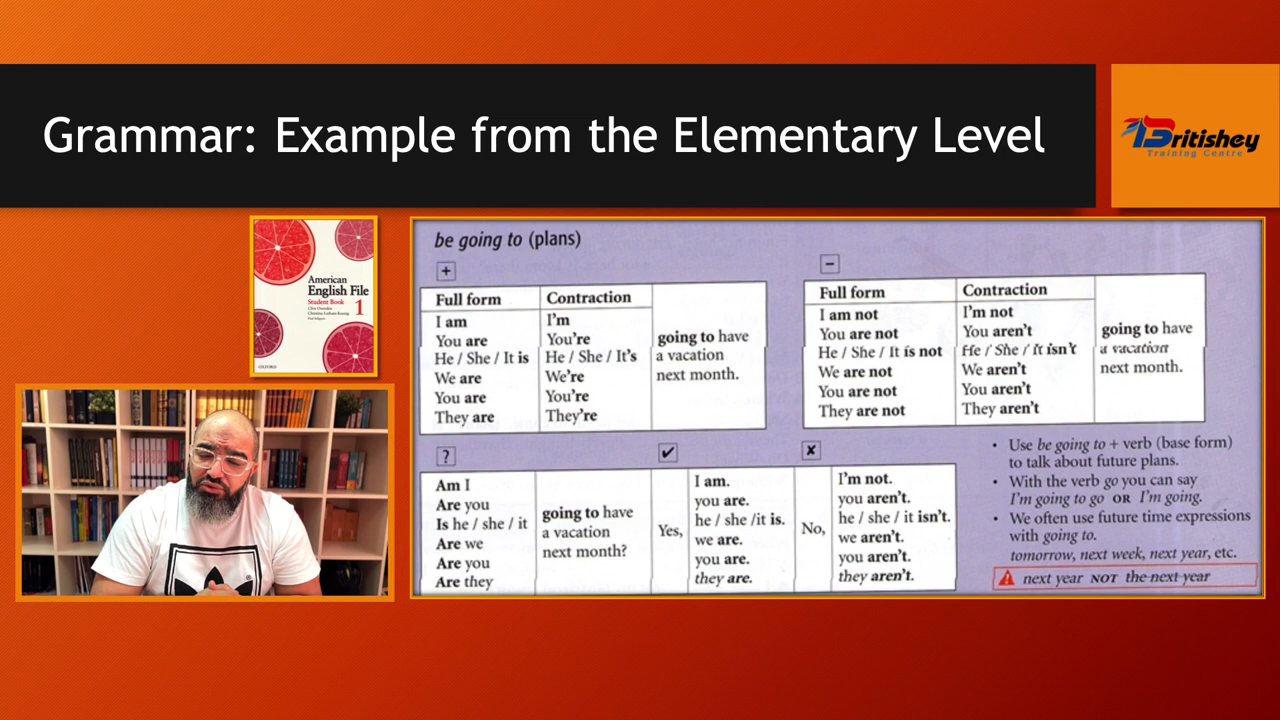 Grammar: Example from the Elementary Level
Britishey
Training Centre
American
English File
Student Book 1
OXFORD
be going to (plans)
+
Full form Contraction
I am I'm
You are You're
He / She / It is He / She / It's
We are We're
You are You're
They are They're
going to have
a vacation
next month.
−
Full form Contraction
I am not I'm not
You are not You aren't
He / She / It is not He / She / It isn't
We are not We aren't
You are not You aren't
They are not They aren't
going to have
a vacation
next month.
?
Am I
Are you
Is he / she / it
Are we
Are you
Are they
going to have
a vacation
next month?
✔
Yes,
I am.
you are.
he / she /it is.
we are.
you are.
they are.
✘
No,
I'm not.
you aren't.
he / she / it isn't.
we aren't.
you aren't.
they aren't.
• Use be going to + verb (base form)
to talk about future plans.
• With the verb go you can say
I'm going to go OR I'm going.
• We often use future time expressions
with going to.
tomorrow, next week, next year, etc.
next year NOT the next year